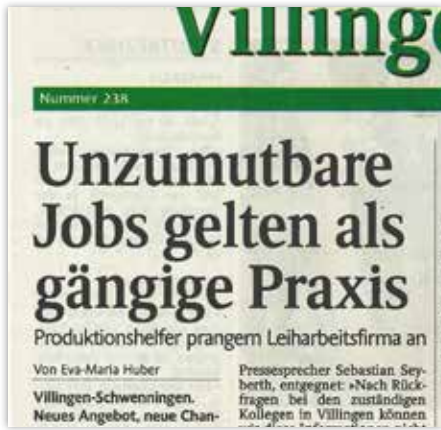 Villinge
Nummer 238
Unzumutbare
Jobs gelten als
gängige Praxis
Produktionshelfer prangern Leiharbeitsfirma an
Von Eva-Maria Huber
Villingen-Schwenningen.
Neues Angebot, neue Chan-
Pressesprecher Sebastian Sey-
berth, entgegnet: »Nach Rück-
fragen bei den zuständigen
Kollegen in Villingen können